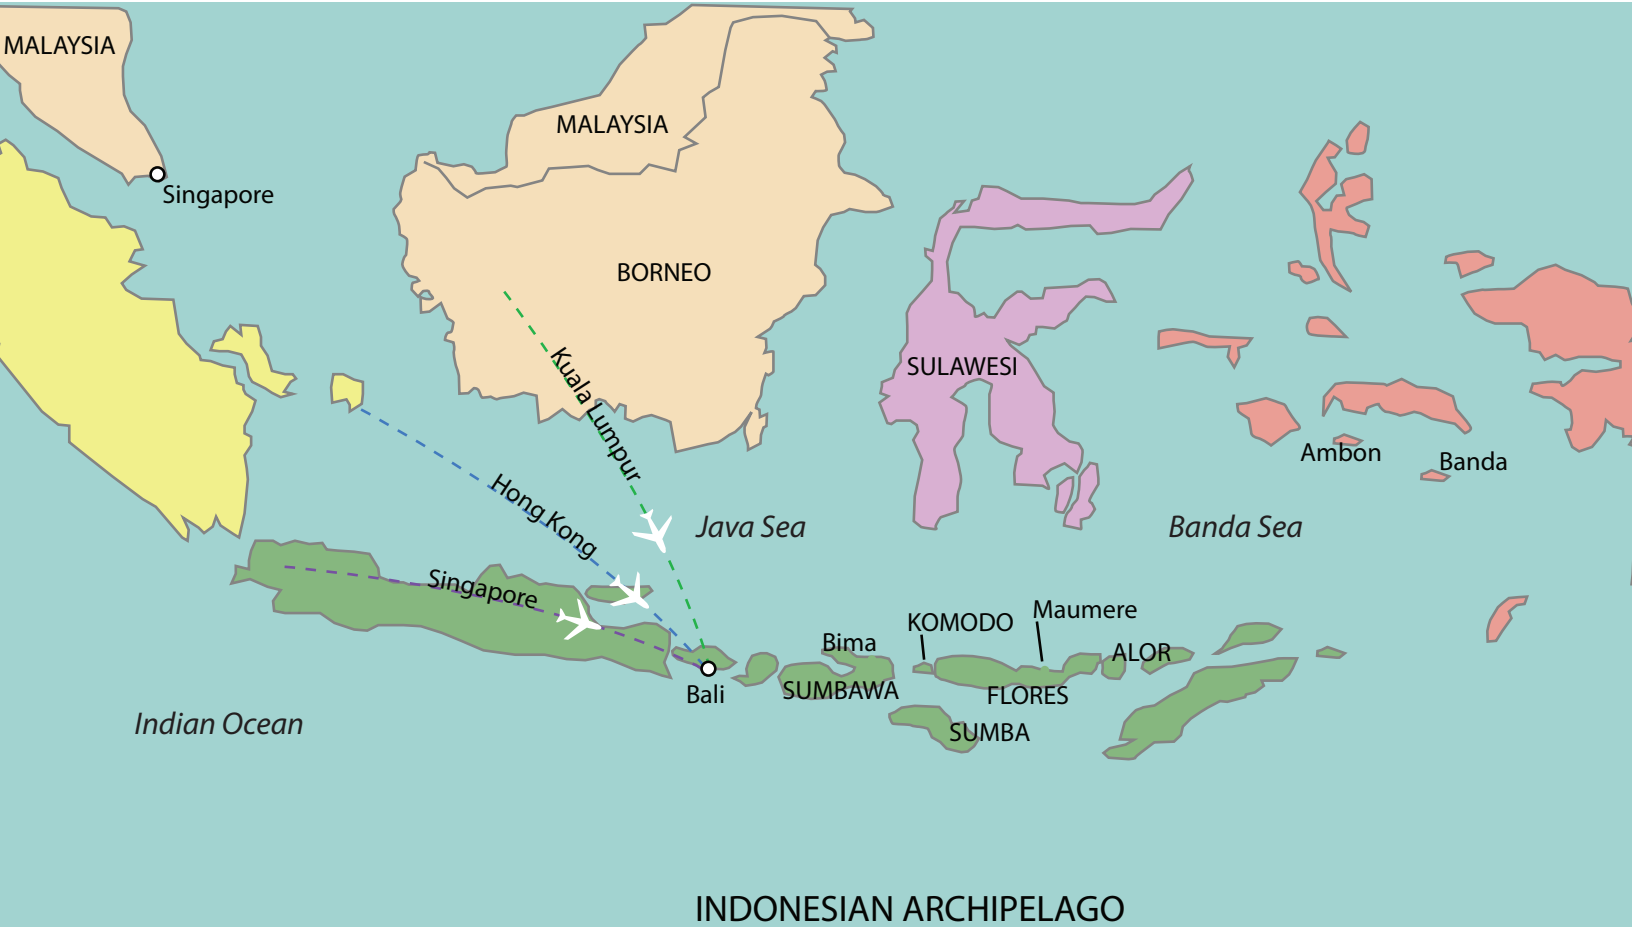 MALAYSIA
MALAYSIA
Singapore
BORNEO
SULAWESI
Kuala Lumpur
Ambon
Banda
Hong Kong
Java Sea
Banda Sea
Singapore
Maumere
KOMODO
Bima
ALOR
Bali
SUMBAWA
FLORES
Indian Ocean
SUMBA
INDONESIAN ARCHIPELAGO